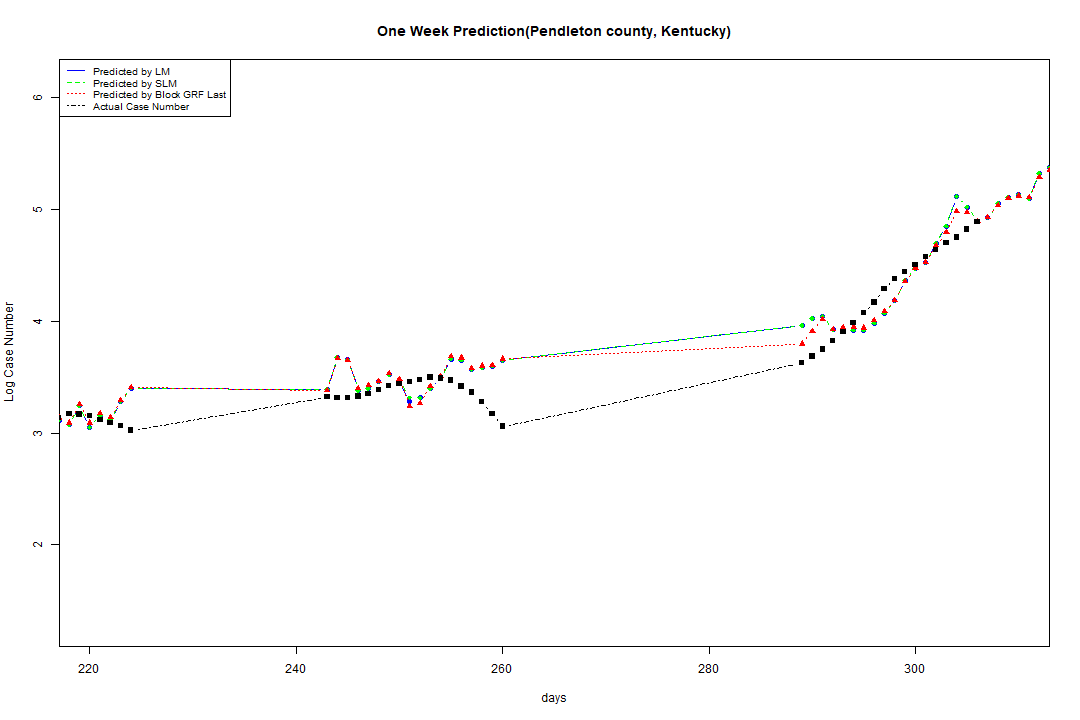 One Week Prediction(Pendleton county, Kentucky)
Predicted by LM
Predicted by SLM
Predicted by Block GRF Last
Actual Case Number
6
5
4
3
2
Log Case Number
220 240 260 280 300
days